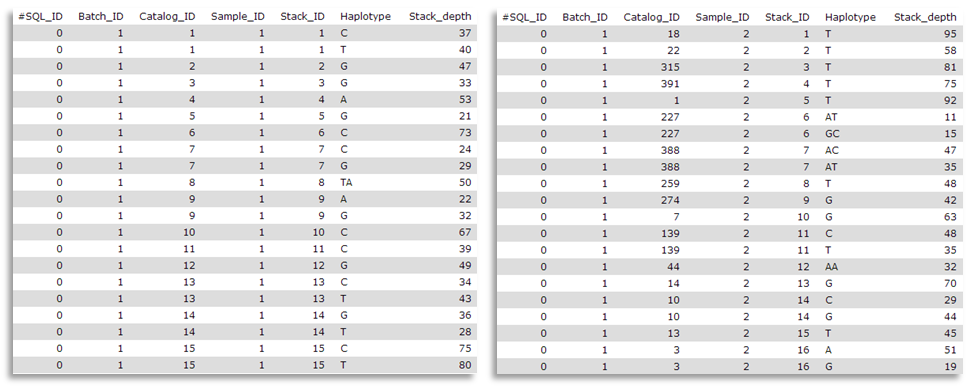 #SQL_ID Batch_ID Catalog_ID Sample_ID Stack_ID Haplotype Stack_depth
0 1 1 1 1 C 37
0 1 1 1 1 T 40
0 1 2 1 2 G 47
0 1 3 1 3 G 33
0 1 4 1 4 A 53
0 1 5 1 5 G 21
0 1 6 1 6 C 73
0 1 7 1 7 C 24
0 1 7 1 7 G 29
0 1 8 1 8 TA 50
0 1 9 1 9 A 22
0 1 9 1 9 G 32
0 1 10 1 10 C 67
0 1 11 1 11 C 39
0 1 12 1 12 G 49
0 1 13 1 13 C 34
0 1 13 1 13 T 43
0 1 14 1 14 G 36
0 1 14 1 14 T 28
0 1 15 1 15 C 75
0 1 15 1 15 T 80
#SQL_ID Batch_ID Catalog_ID Sample_ID Stack_ID Haplotype Stack_depth
0 1 18 2 1 T 95
0 1 22 2 2 T 58
0 1 315 2 3 T 81
0 1 391 2 4 T 75
0 1 1 2 5 T 92
0 1 227 2 6 AT 11
0 1 227 2 6 GC 15
0 1 388 2 7 AC 47
0 1 388 2 7 AT 35
0 1 259 2 8 T 48
0 1 274 2 9 G 42
0 1 7 2 10 G 63
0 1 139 2 11 C 48
0 1 139 2 11 T 35
0 1 44 2 12 AA 32
0 1 14 2 13 G 70
0 1 10 2 14 C 29
0 1 10 2 14 G 44
0 1 13 2 15 T 45
0 1 3 2 16 A 51
0 1 3 2 16 G 19